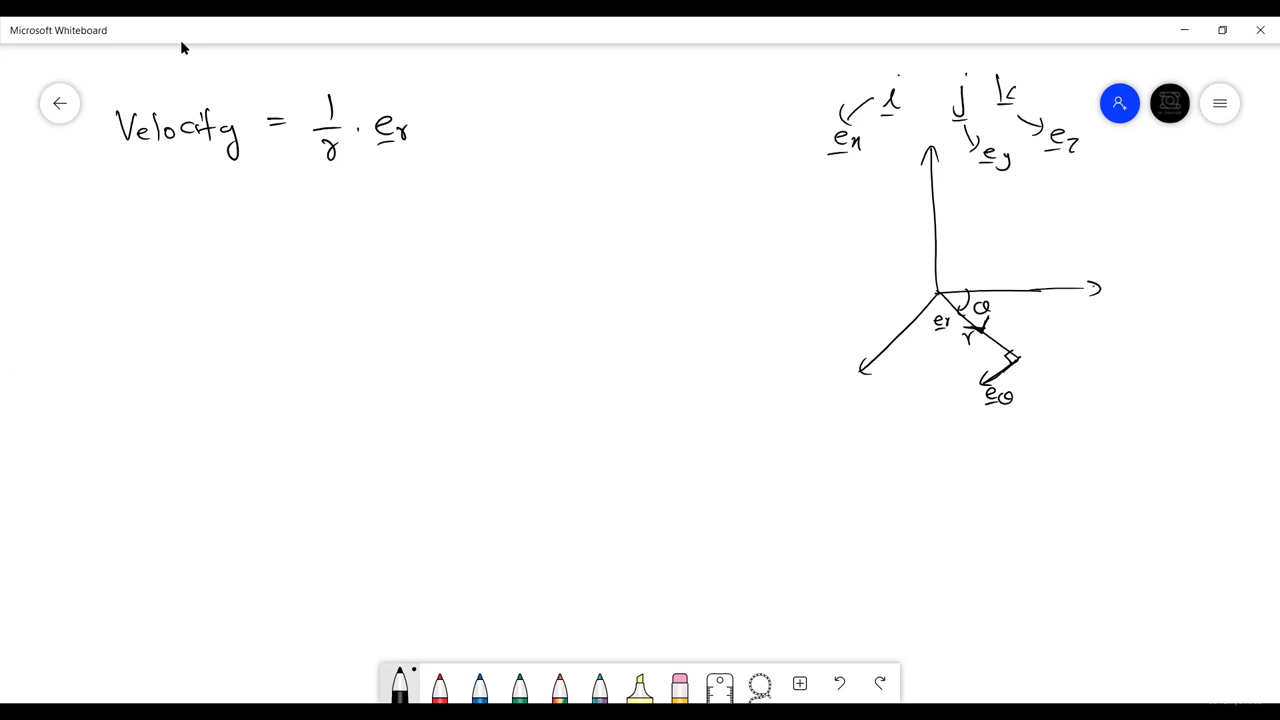 Microsoft Whiteboard
Velocity = 1/r · e_r
i j k
e_x e_y e_z
θ
e_r r
e_θ